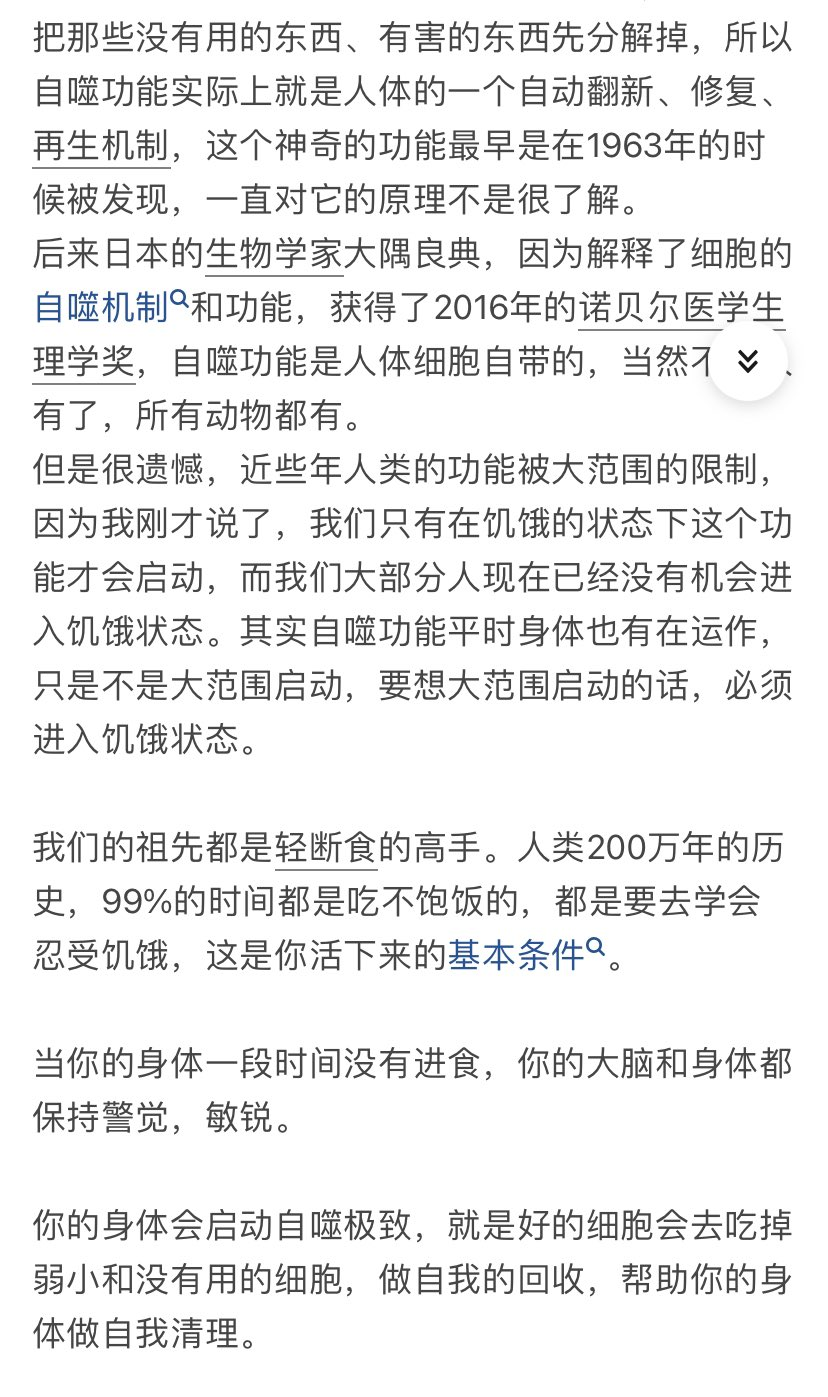 把那些没有用的东西、有害的东西先分解掉，所以
自噬功能实际上就是人体的一个自动翻新、修复、
再生机制，这个神奇的功能最早是在1963年的时
候被发现，一直对它的原理不是很了解。
后来日本的生物学家大隅良典，因为解释了细胞的
自噬机制和功能，获得了2016年的诺贝尔医学生
理学奖，自噬功能是人体细胞自带的，当然不
有了，所有动物都有。
但是很遗憾，近些年人类的功能被大范围的限制，
因为我刚才说了，我们只有在饥饿的状态下这个功
能才会启动，而我们大部分人现在已经没有机会进
入饥饿状态。其实自噬功能平时身体也有在运作，
只是不是大范围启动，要想大范围启动的话，必须
进入饥饿状态。
我们的祖先都是轻断食的高手。人类200万年的历
史，99%的时间都是吃不饱饭的，都是要去学会
忍受饥饿，这是你活下来的基本条件。
当你的身体一段时间没有进食，你的大脑和身体都
保持警觉，敏锐。
你的身体会启动自噬极致，就是好的细胞会去吃掉
弱小和没有用的细胞，做自我的回收，帮助你的身
体做自我清理。